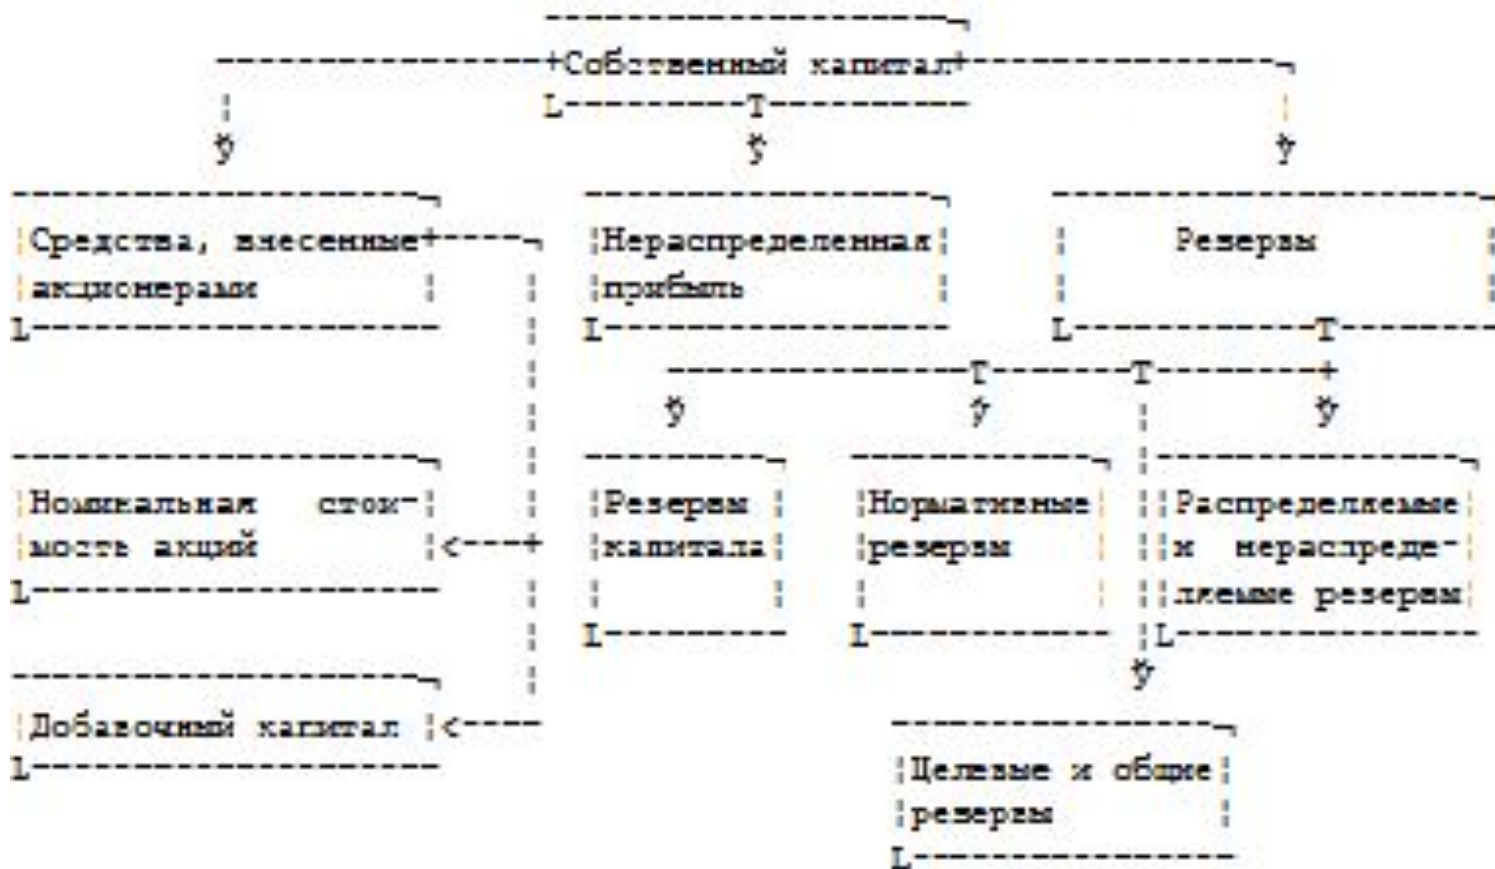 Собственный капитал
Средства, внесенные
акционерами
Нераспределенная
прибыль
Резервы
Номинальная стои-
мость акций
Резервы
капитала
Нормативные
резервы
Распределяемые
и нераспреде-
ляемые резервы
Добавочный капитал
Целевые и общие
резервы